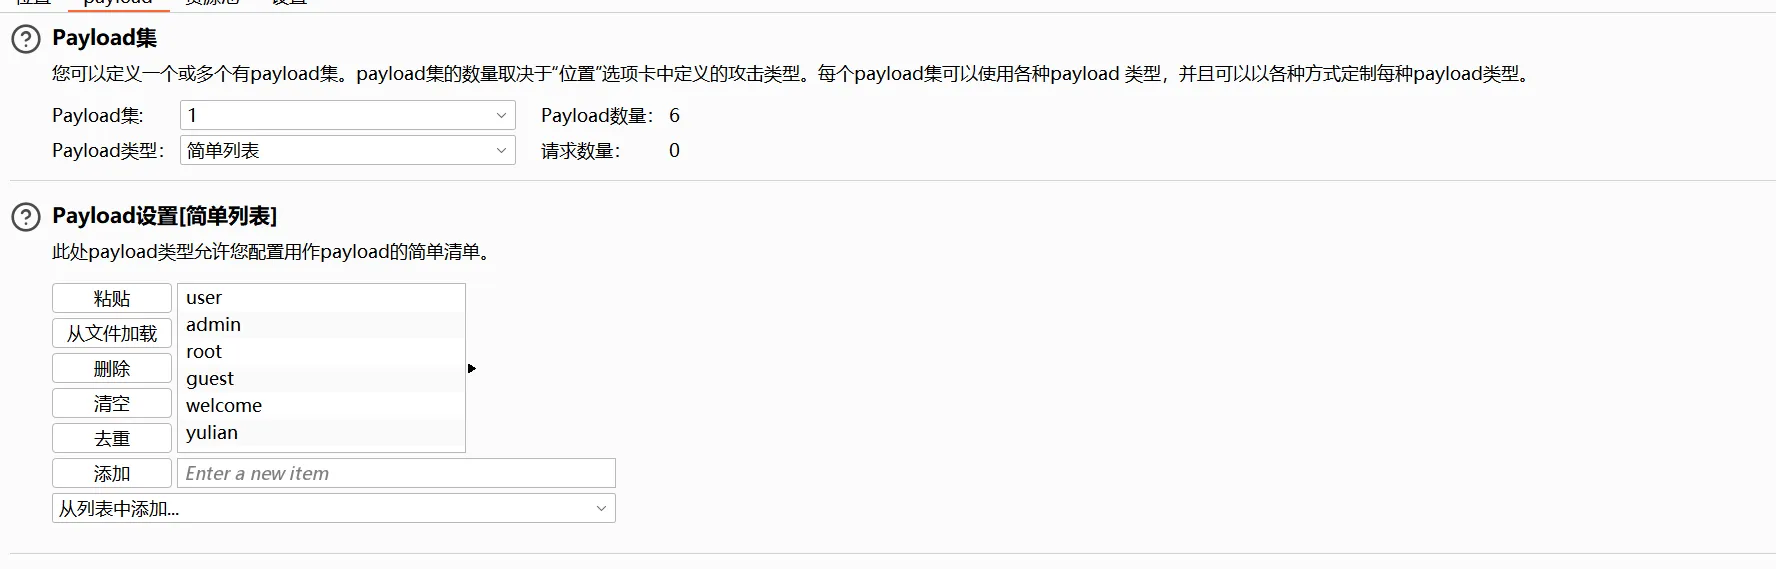 位置 payload 资源池 设置
Payload集
您可以定义一个或多个有payload集。payload集的数量取决于“位置”选项卡中定义的攻击类型。每个payload集可以使用各种payload 类型，并且可以以各种方式定制每种payload类型。
Payload集: 1 Payload数量： 6
Payload类型： 简单列表 请求数量： 0
Payload设置[简单列表]
此处payload类型允许您配置用作payload的简单清单。
粘贴 user
从文件加载 admin
删除 root
清空 guest
去重 welcome
yulian
添加 Enter a new item
从列表中添加...